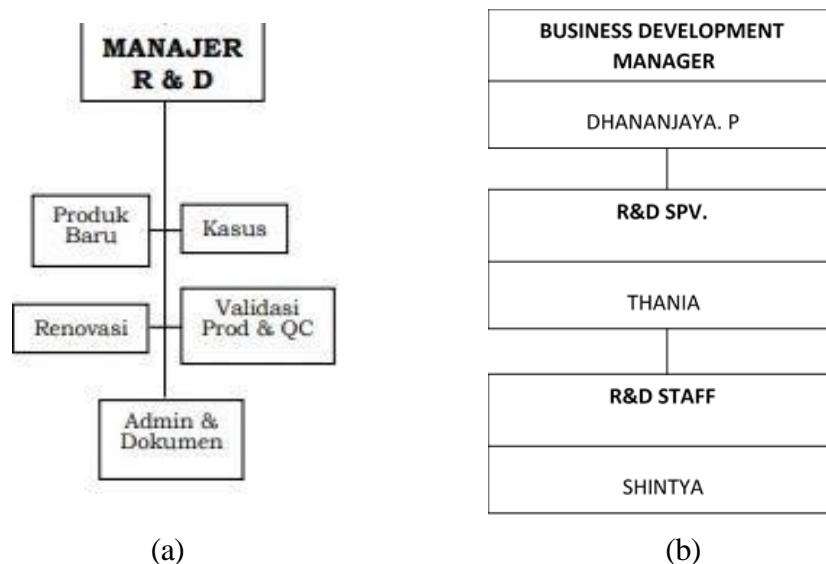 MANAJER
R & D
Produk
Baru
Kasus
Renovasi
Validasi
Prod & QC
Admin &
Dokumen
(a)
BUSINESS DEVELOPMENT
MANAGER
DHANANJAYA. P
R&D SPV.
THANIA
R&D STAFF
SHINTYA
(b)